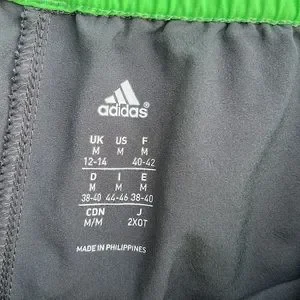 adidas®
UK US F
M M M
12-14 40-42
D I E
M M M
38-40 44-46 38-40
CDN J
M/M 2XOT
MADE IN PHILIPPINES